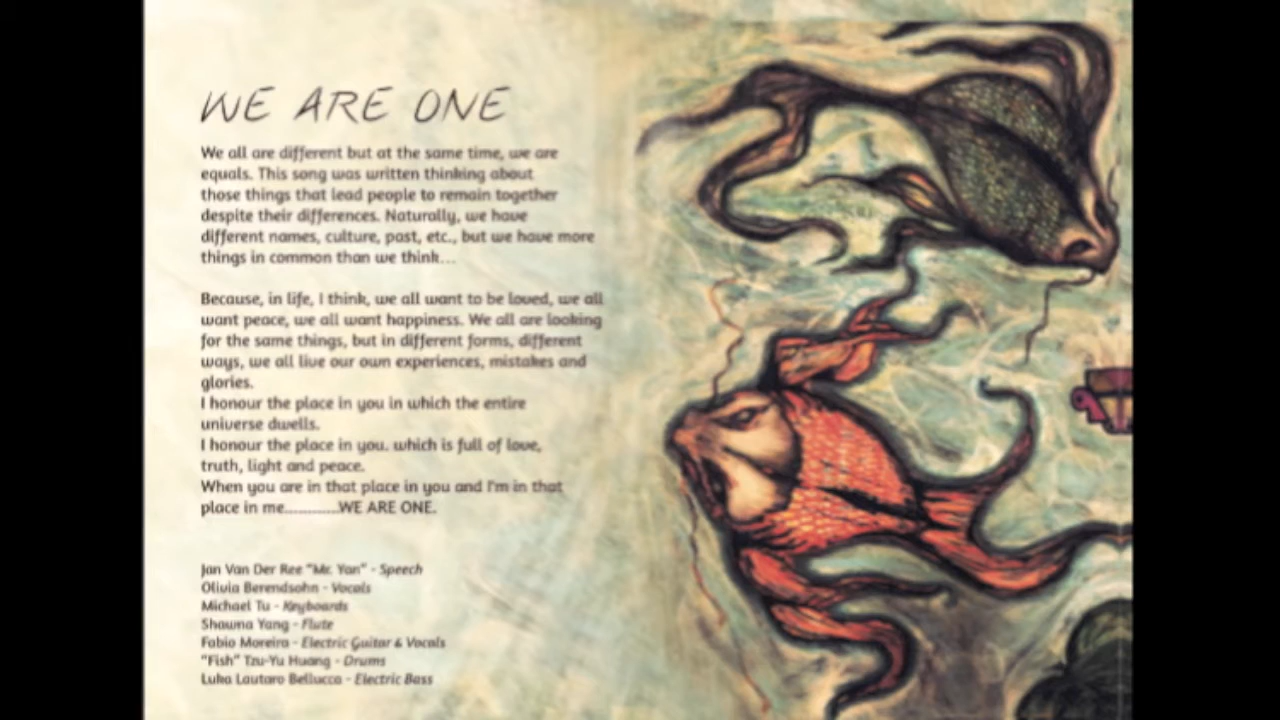 WE ARE ONE
We all are different but at the same time, we are
equals. This song was written thinking about
those things that lead people to remain together
despite their differences. Naturally, we have
different names, culture, past, etc., but we have more
things in common than we think...
Because, in life, I think, we all want to be loved, we all
want peace, we all want happiness. We all are looking
for the same things, but in different forms, different
ways, we all live our own experiences, mistakes and
glories.
I honour the place in you in which the entire
universe dwells.
I honour the place in you. which is full of love,
truth, light and peace.
When you are in that place in you and I'm in that
place in me.............WE ARE ONE.
Jan Van Der Ree "Mr. Yan" - Speech
Olivia Berendsohn - Vocals
Michael Tu - Keyboards
Shawna Yang - Flute
Fabio Moreira - Electric Guitar & Vocals
"Fish" Tzu-Yu Huang - Drums
Luka Lautaro Bellucco - Electric Bass